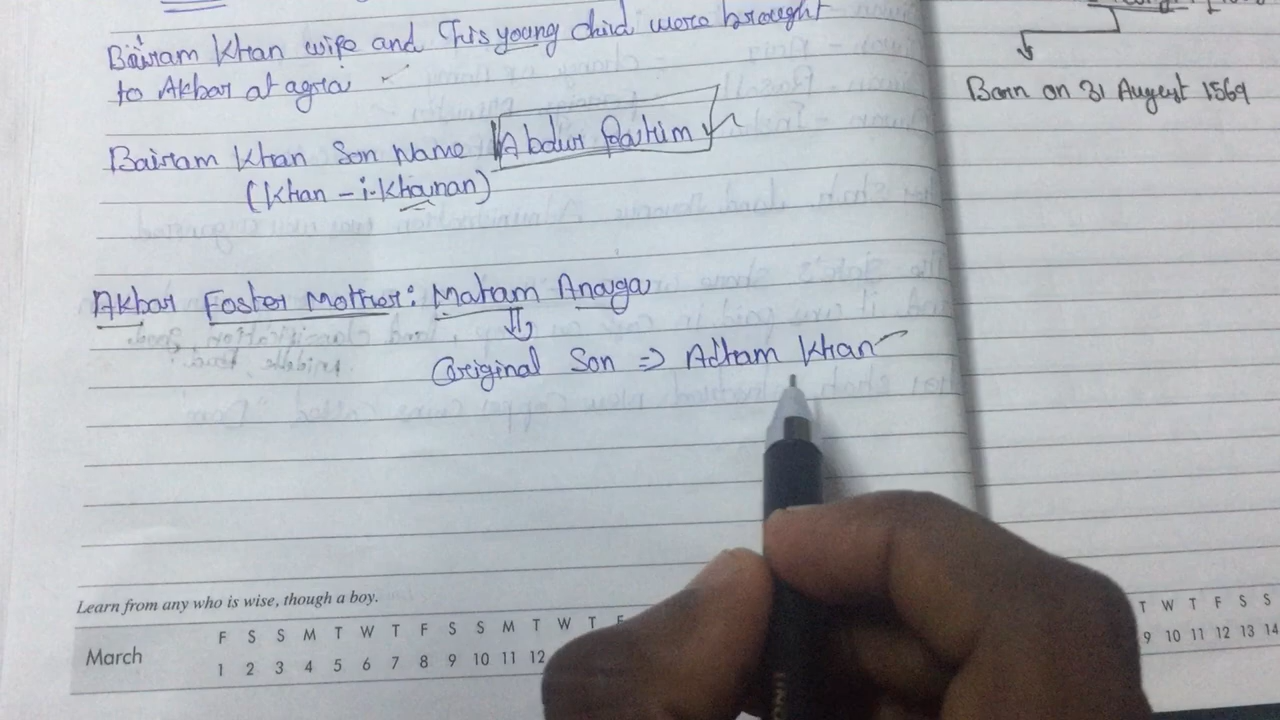 Bairam Khan wife and This young child were brought
to Akbar at agra
Bairam Khan Son Name Abdur Rahim
(Khan-i-Khanan)
Akbar Foster Mother: Maham Anaga
Original Son => Adham Khan
Learn from any who is wise, though a boy.
March
F S S M T W T F S S M T W T F
1 2 3 4 5 6 7 8 9 10 11 12
Born on 31 August 1569
T W T F S S
9 10 11 12 13 14